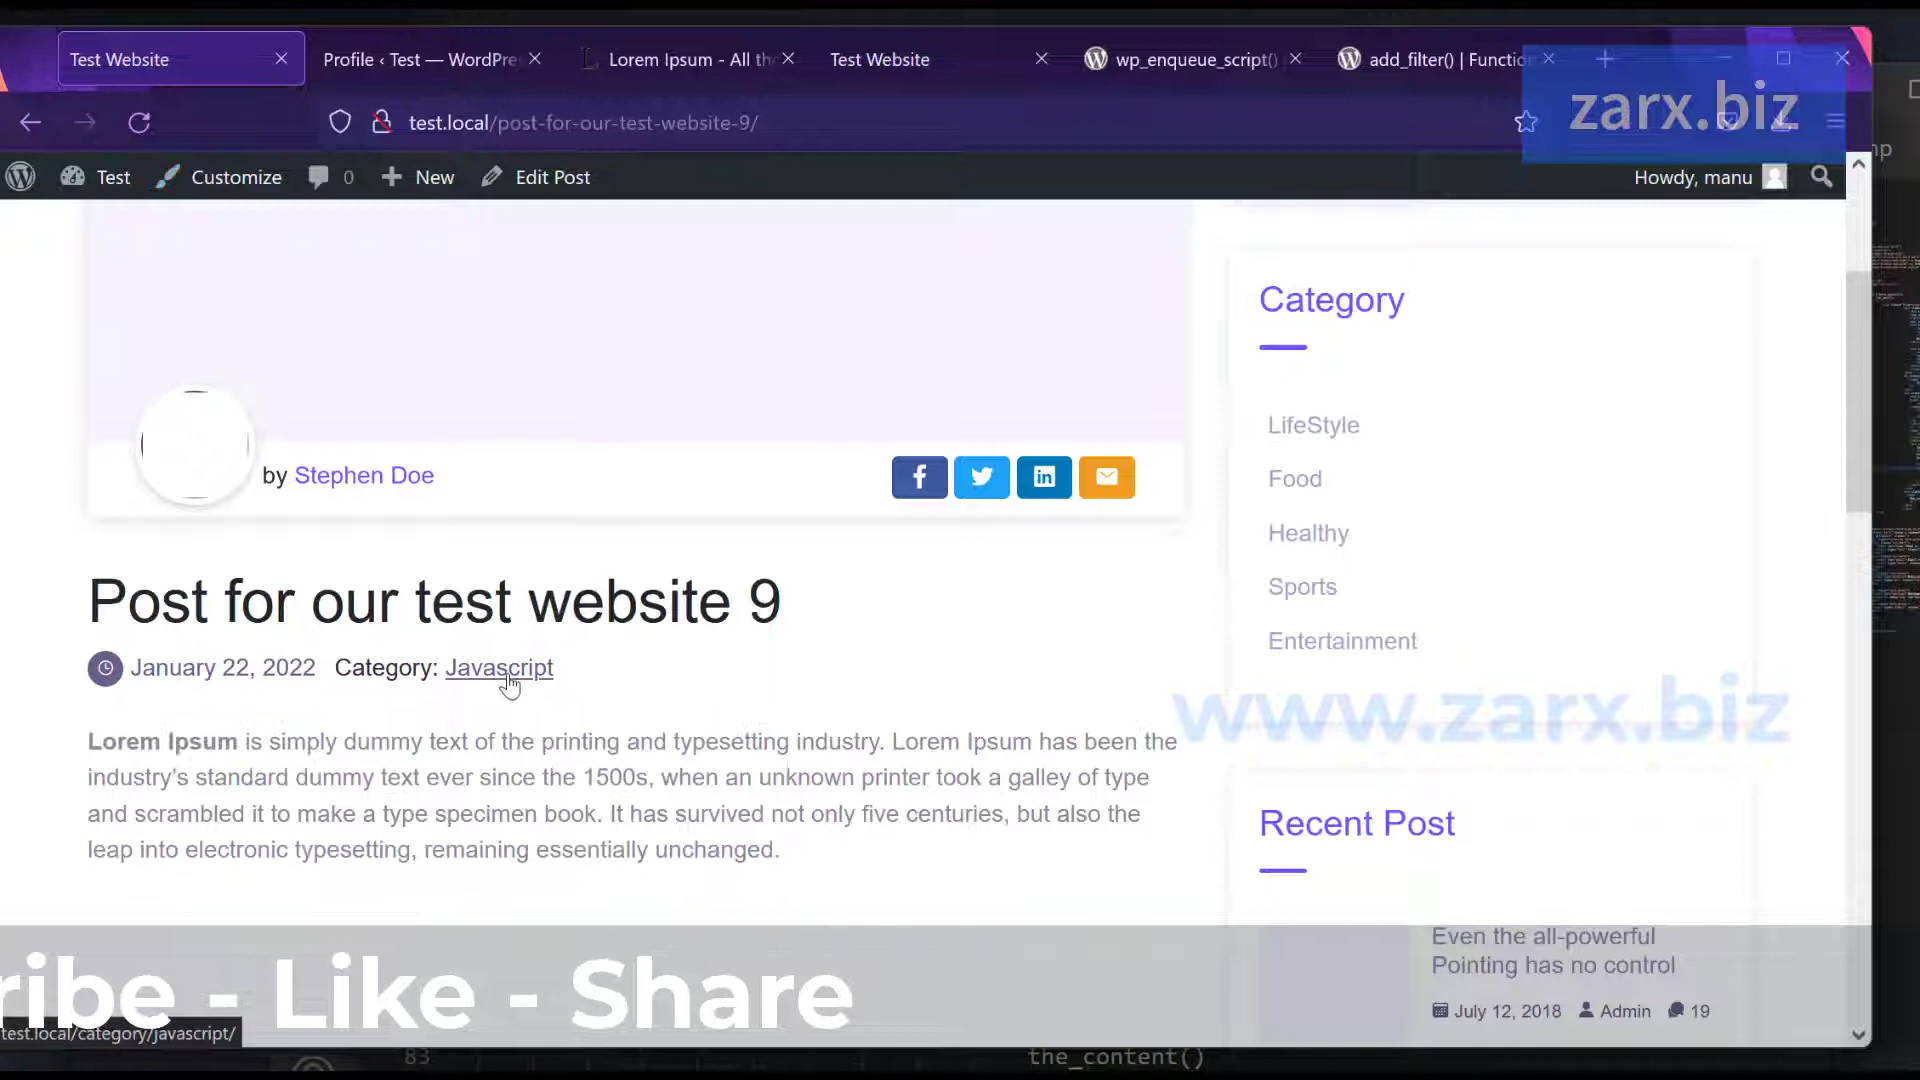 Test Website
Profile ‹ Test — WordPre
Lorem Ipsum - All th
Test Website
wp_enqueue_script()
add_filter() | Functio
zarx.biz
test.local/post-for-our-test-website-9/
Test
Customize
0
New
Edit Post
Howdy, manu
Category
LifeStyle
Food
Healthy
Sports
Entertainment
by Stephen Doe
Post for our test website 9
January 22, 2022 Category: Javascript
www.zarx.biz
Lorem Ipsum is simply dummy text of the printing and typesetting industry. Lorem Ipsum has been the
industry's standard dummy text ever since the 1500s, when an unknown printer took a galley of type
and scrambled it to make a type specimen book. It has survived not only five centuries, but also the
leap into electronic typesetting, remaining essentially unchanged.
Recent Post
Even the all-powerful
Pointing has no control
July 12, 2018 Admin 19
ribe - Like - Share
test.local/category/javascript/
83
the_content()